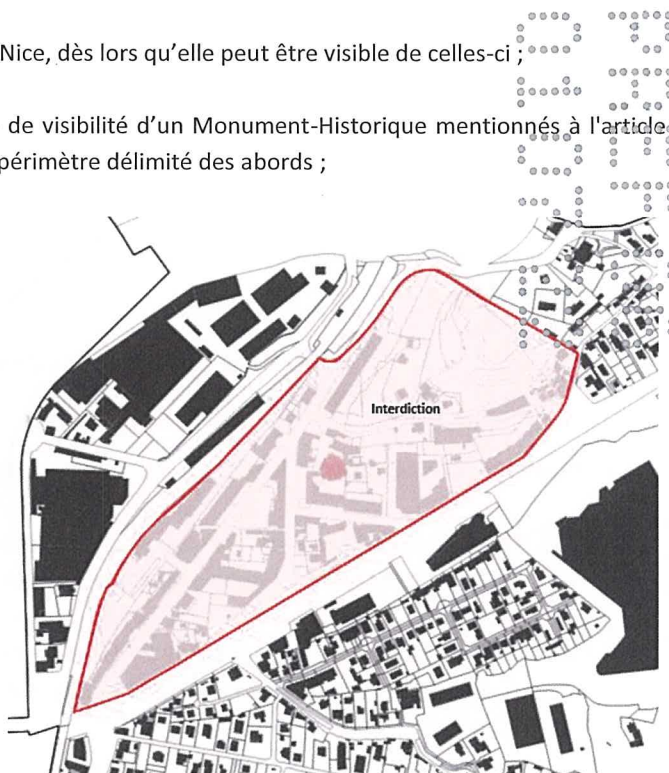 Nice, dès lors qu'elle peut être visible de celles-ci ;
de visibilité d'un Monument-Historique mentionnés à l'article
périmètre délimité des abords ;
Interdiction